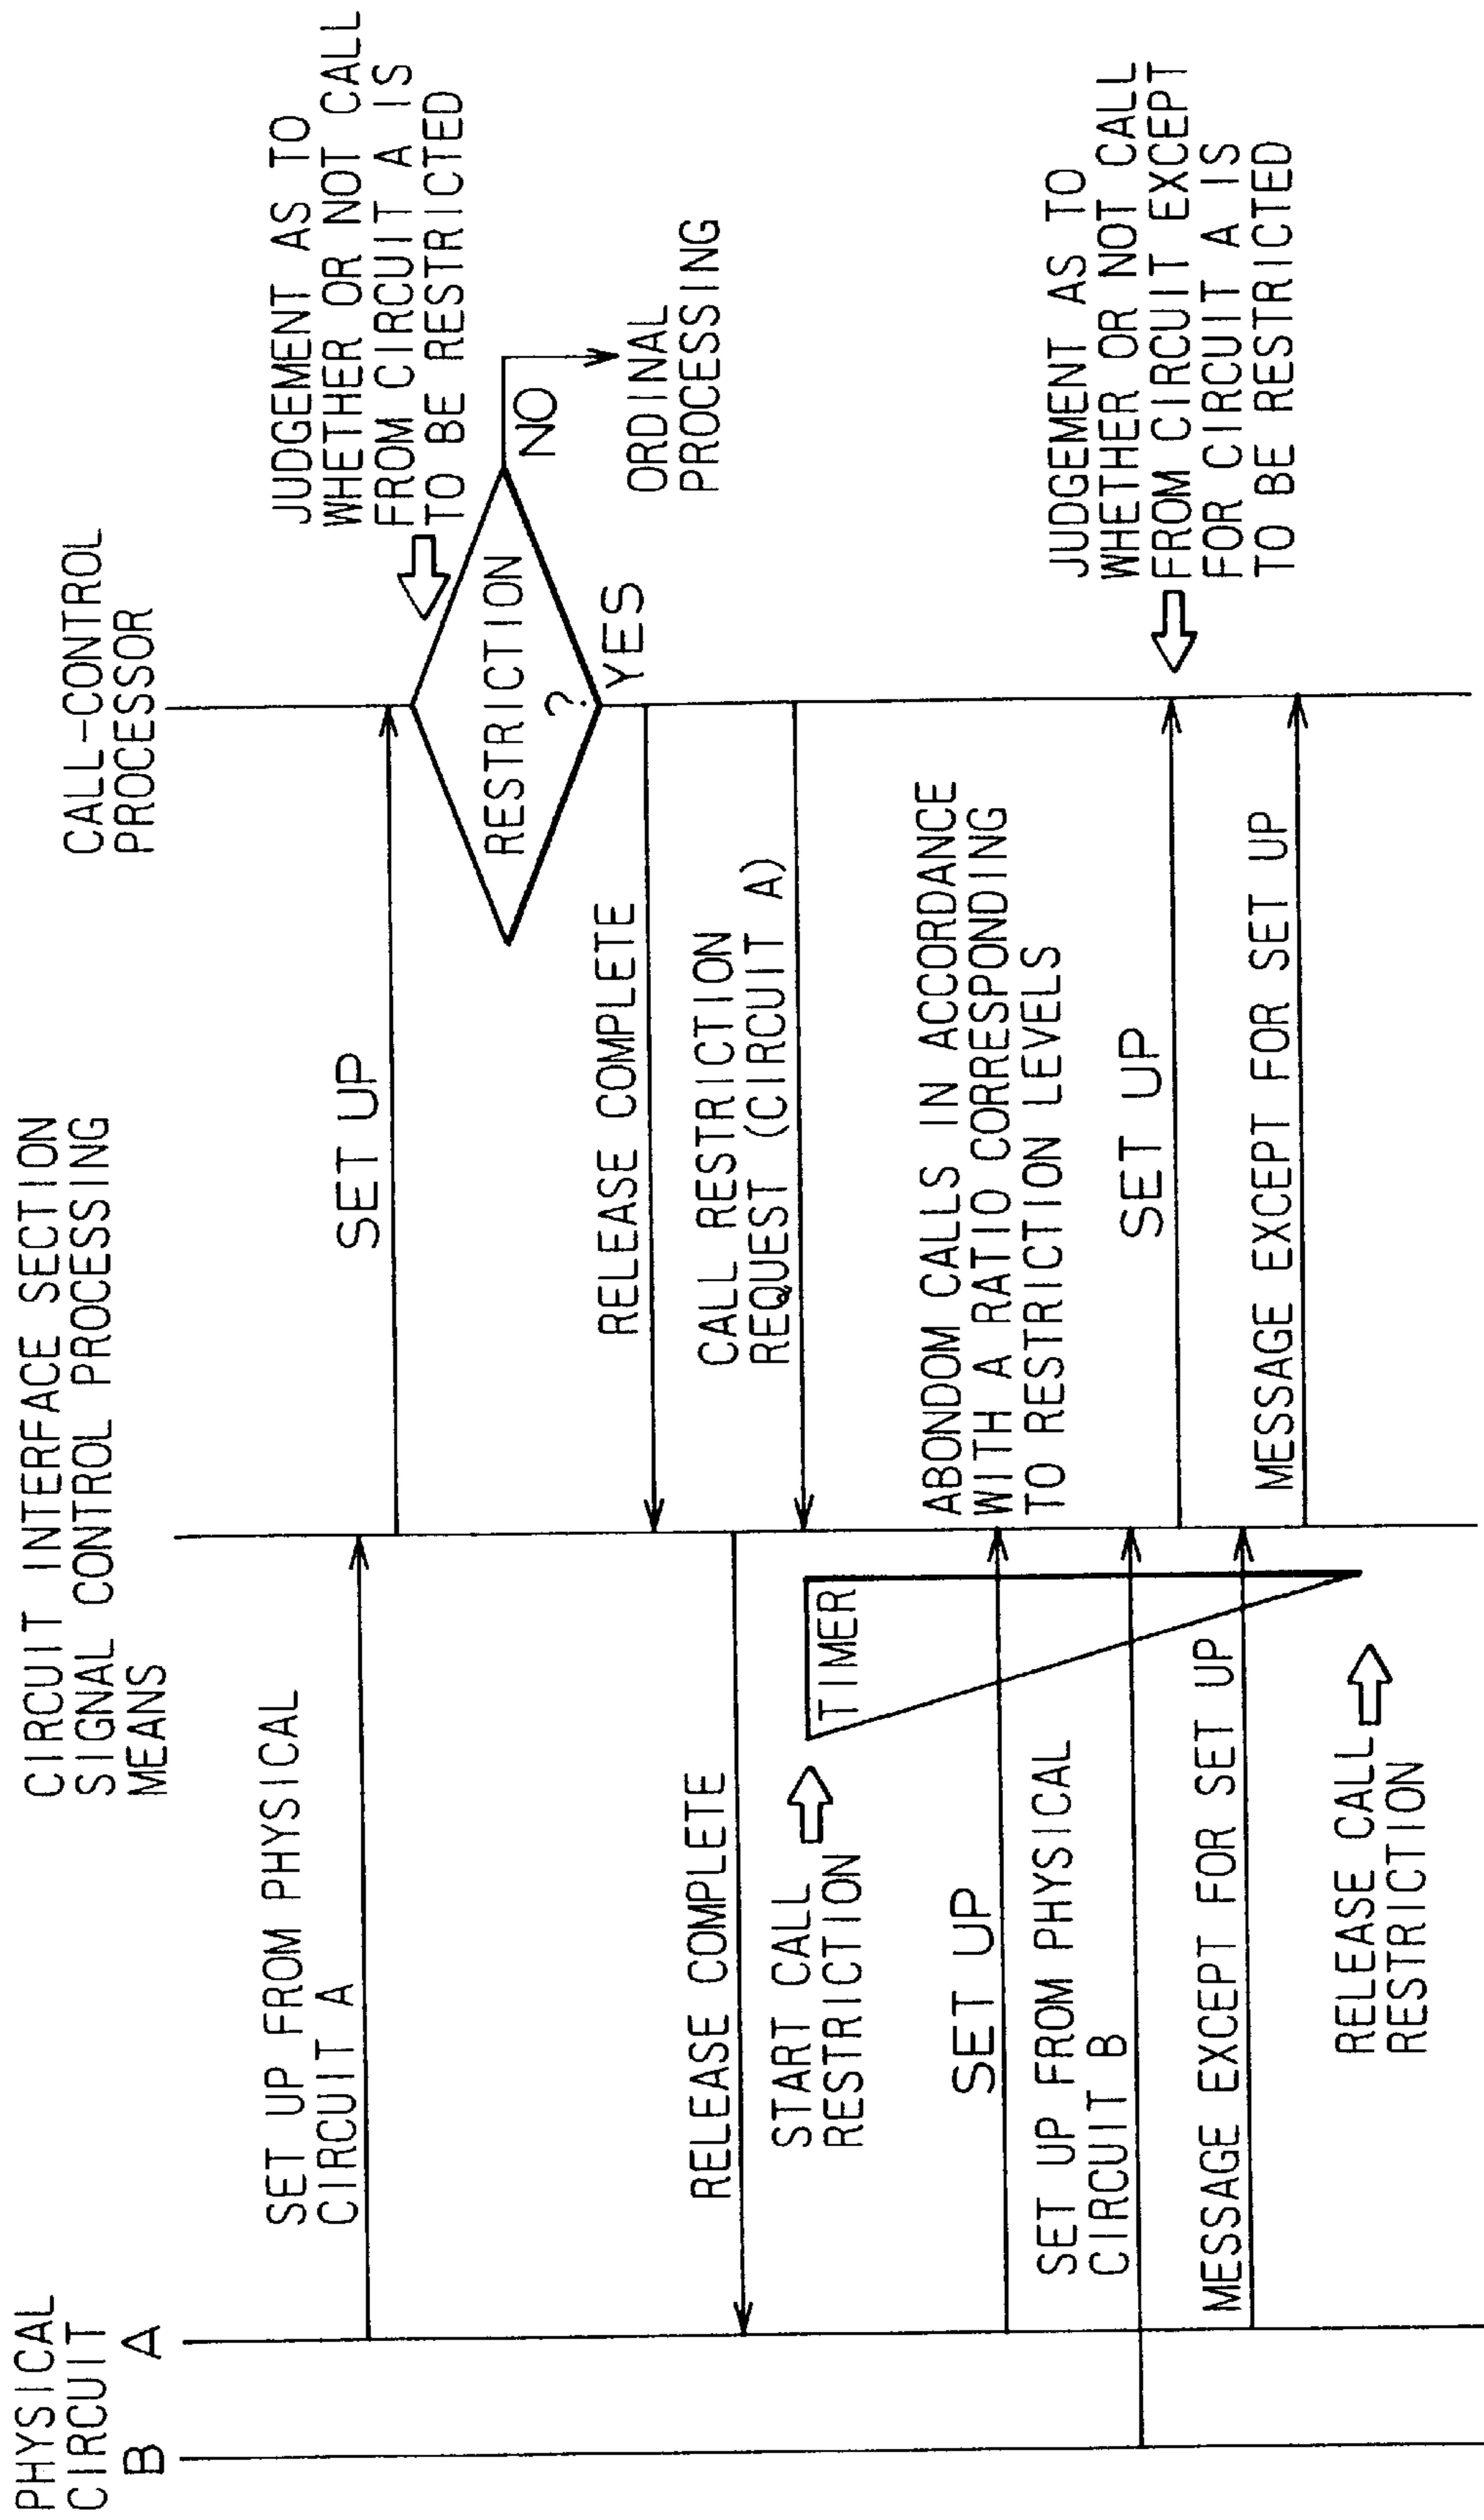 PHYSICAL
CIRCUIT
B A
CIRCUIT INTERFACE SECTION
SIGNAL CONTROL PROCESSING
MEANS
CALL-CONTROL
PROCESSOR
SET UP FROM PHYSICAL
CIRCUIT A
SET UP
JUDGEMENT AS TO
WHETHER OR NOT CALL
FROM CIRCUIT A IS
TO BE RESTRICTED
RESTRICTION
?
NO
YES
ORDINAL
PROCESSING
RELEASE COMPLETE
RELEASE COMPLETE
CALL RESTRICTION
REQUEST (CIRCUIT A)
START CALL
RESTRICTION
TIMER
SET UP
ABONDOM CALLS IN ACCORDANCE
WITH A RATIO CORRESPONDING
TO RESTRICTION LEVELS
SET UP FROM PHYSICAL
CIRCUIT B
SET UP
JUDGEMENT AS TO
WHETHER OR NOT CALL
FROM CIRCUIT EXCEPT
FOR CIRCUIT A IS
TO BE RESTRICTED
MESSAGE EXCEPT FOR SET UP
MESSAGE EXCEPT FOR SET UP
RELEASE CALL
RESTRICTION